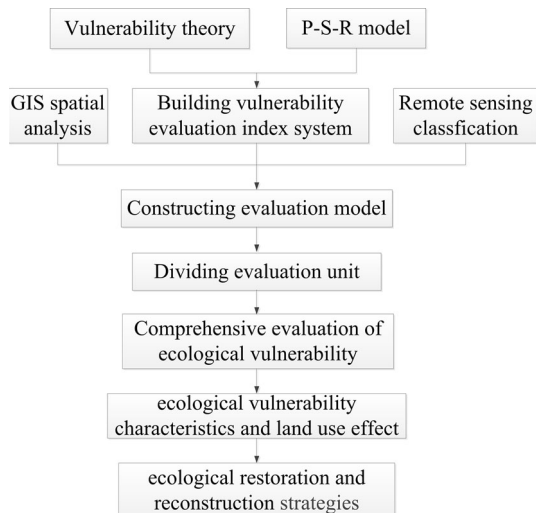 Vulnerability theory
P-S-R model
GIS spatial
analysis
Building vulnerability
evaluation index system
Remote sensing
classfication
Constructing evaluation model
Dividing evaluation unit
Comprehensive evaluation of
ecological vulnerability
ecological vulnerability
characteristics and land use effect
ecological restoration and
reconstruction strategies